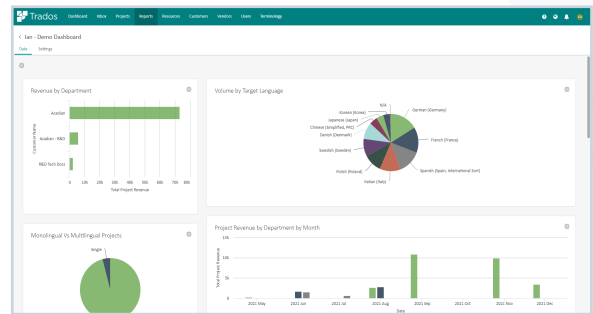 Trados Dashboard Inbox Projects Reports Resources Customers Vendors Users Terminology
< Ian - Demo Dashboard
Data Settings
Revenue by Department
Customer Name
Acadian
Acadian - R&D
R&D Tech Docs
0 10k 20k 30k 40k 50k 60k 70k 80k
Total Project Revenue
Volume by Target Language
N/A
Korean (Korea)
Japanese (Japan)
Chinese (Simplified, PRC)
Danish (Denmark)
Swedish (Sweden)
Polish (Poland)
Italian (Italy)
German (Germany)
French (France)
Spanish (Spain, International Sort)
Monolingual Vs Multilingual Projects
Single
Project Revenue by Department by Month
Total Project Revenue
15k
10k
5k
0
2021 May 2021 Jun 2021 Jul 2021 Aug 2021 Sep 2021 Oct 2021 Nov 2021 Dec
Date